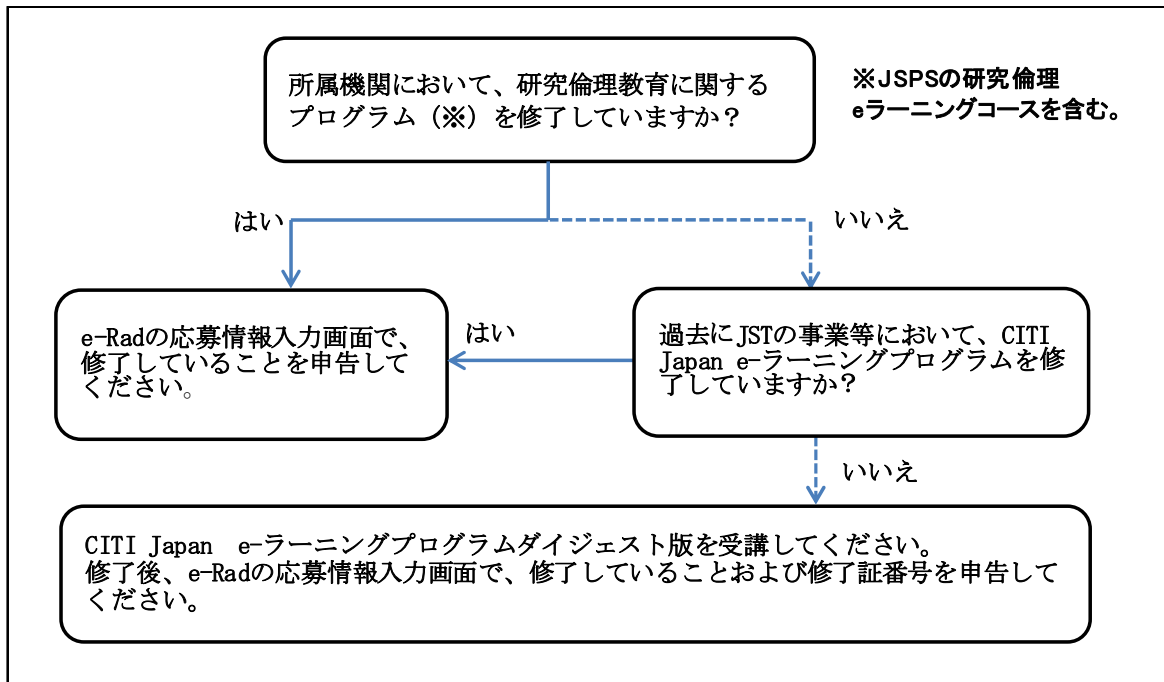 所属機関において、研究倫理教育に関する
プログラム（※）を修了していますか？
※JSPSの研究倫理
eラーニングコースを含む。
はい
いいえ
e-Radの応募情報入力画面で、
修了していることを申告して
ください。
はい
過去にJSTの事業等において、CITI
Japan e-ラーニングプログラムを修
了していますか？
いいえ
CITI Japan　e-ラーニングプログラムダイジェスト版を受講してください。
修了後、e-Radの応募情報入力画面で、修了していることおよび修了証番号を申告して
ください。